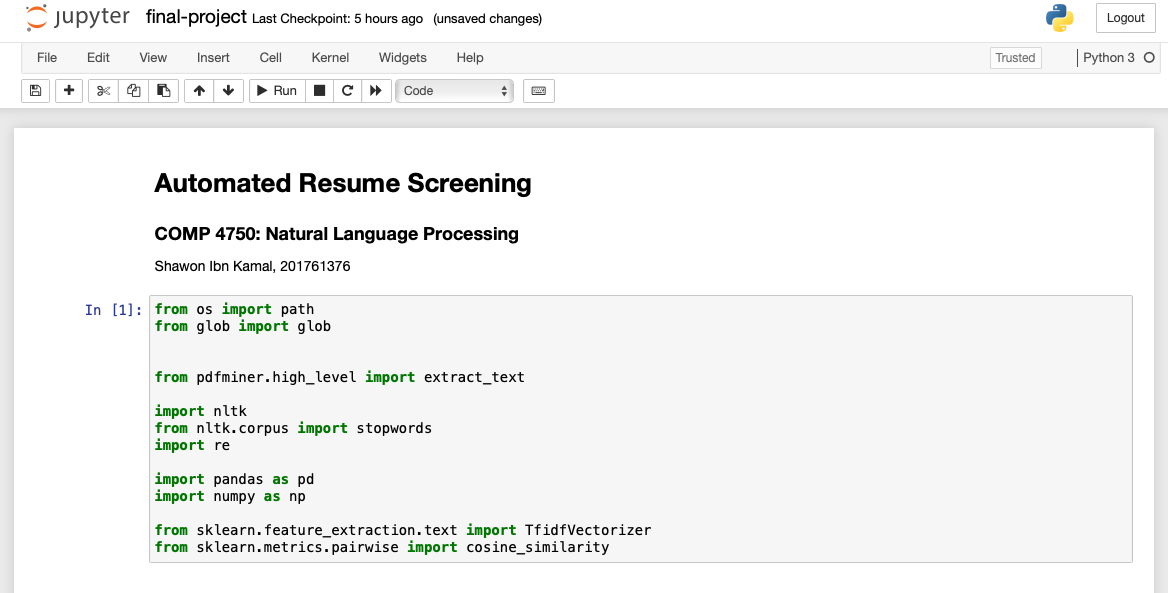 jupyter final-project Last Checkpoint: 5 hours ago (unsaved changes) Logout
File Edit View Insert Cell Kernel Widgets Help Trusted Python 3
Run Code
Automated Resume Screening
COMP 4750: Natural Language Processing
Shawon Ibn Kamal, 201761376
In [1]: from os import path
from glob import glob
from pdfminer.high_level import extract_text
import nltk
from nltk.corpus import stopwords
import re
import pandas as pd
import numpy as np
from sklearn.feature_extraction.text import TfidfVectorizer
from sklearn.metrics.pairwise import cosine_similarity